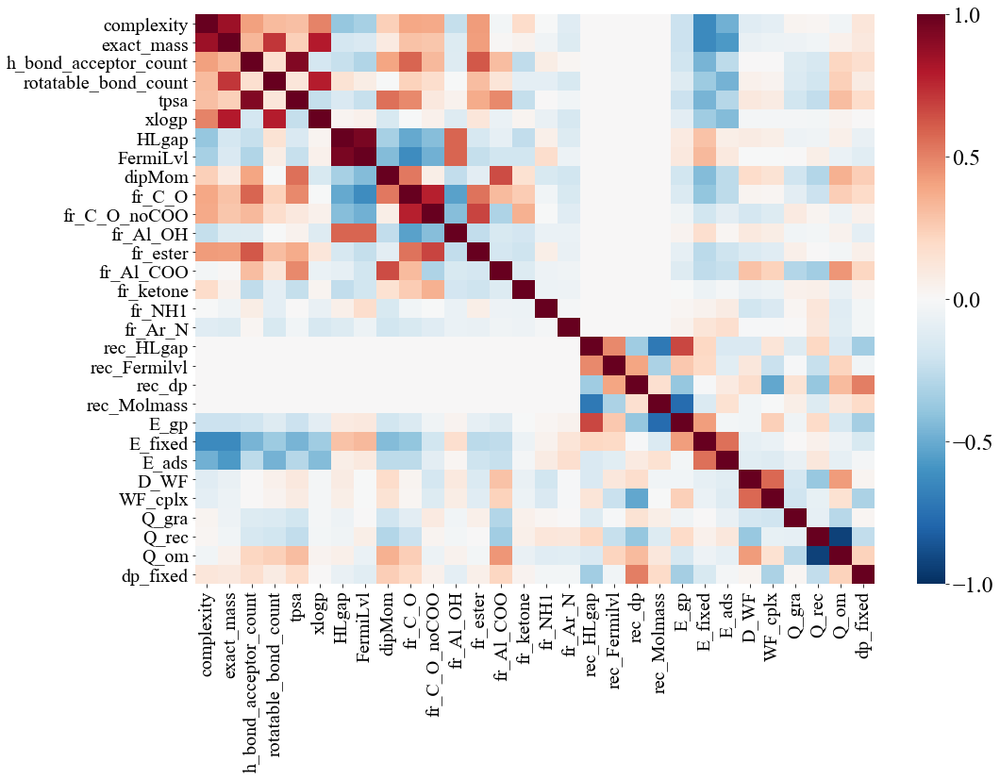 complexity
exact_mass
h_bond_acceptor_count
rotatable_bond_count
tpsa
xlogp
HLgap
FermiLvl
dipMom
fr_C_O
fr_C_O_noCOO
fr_Al_OH
fr_ester
fr_Al_COO
fr_ketone
fr_NH1
fr_Ar_N
rec_HLgap
rec_Fermilvl
rec_dp
rec_Molmass
E_gp
E_fixed
E_ads
D_WF
WF_cplx
Q_gra
Q_rec
Q_om
dp_fixed
complexity
exact_mass
h_bond_acceptor_count
rotatable_bond_count
tpsa
xlogp
HLgap
FermiLvl
dipMom
fr_C_O
fr_C_O_noCOO
fr_Al_OH
fr_ester
fr_Al_COO
fr_ketone
fr_NH1
fr_Ar_N
rec_HLgap
rec_Fermilvl
rec_dp
rec_Molmass
E_gp
E_fixed
E_ads
D_WF
WF_cplx
Q_gra
Q_rec
Q_om
dp_fixed
1.0
0.5
0.0
−0.5
−1.0